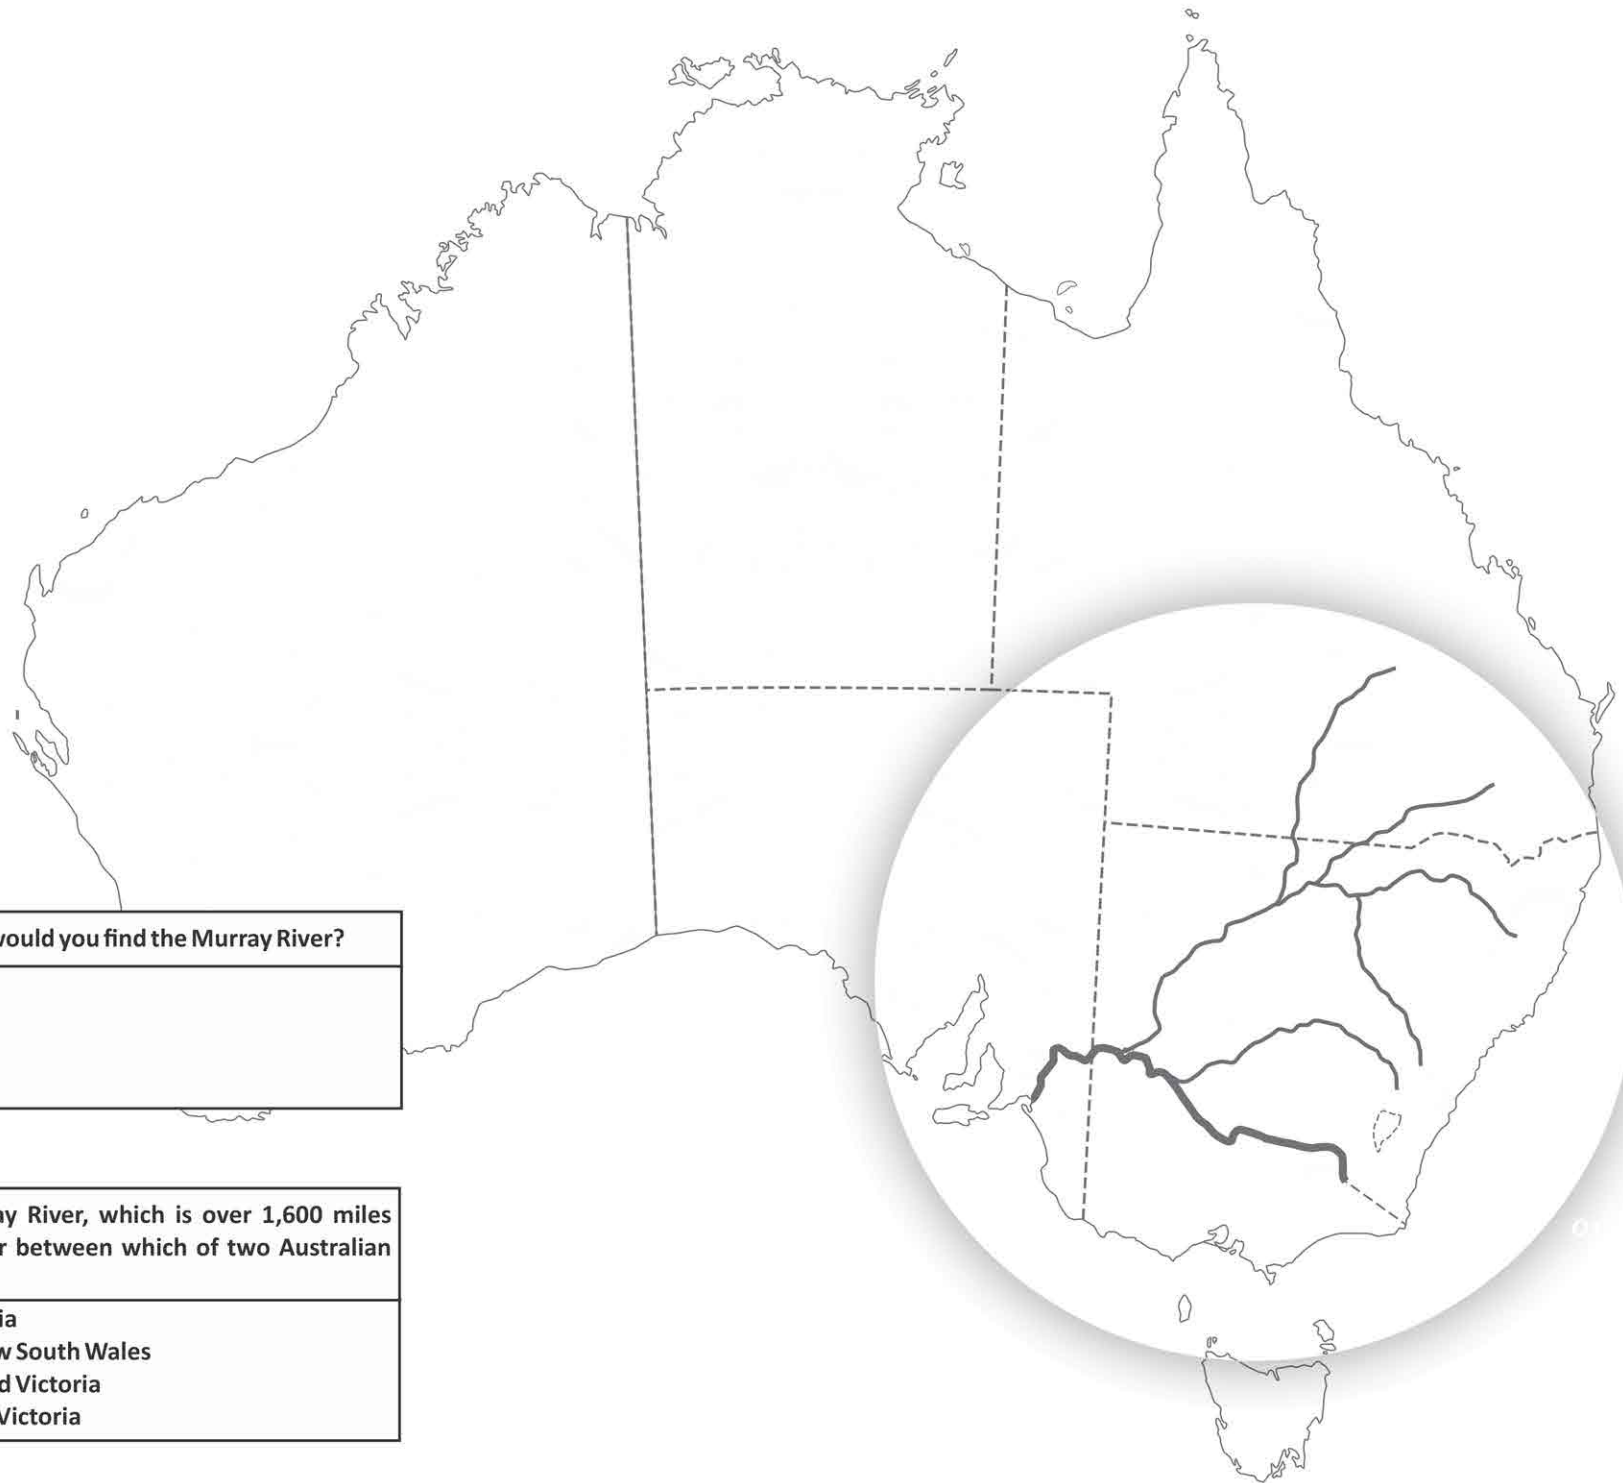 would you find the Murray River?
ay River, which is over 1,600 miles
r between which of two Australian
ia
w South Wales
d Victoria
Victoria